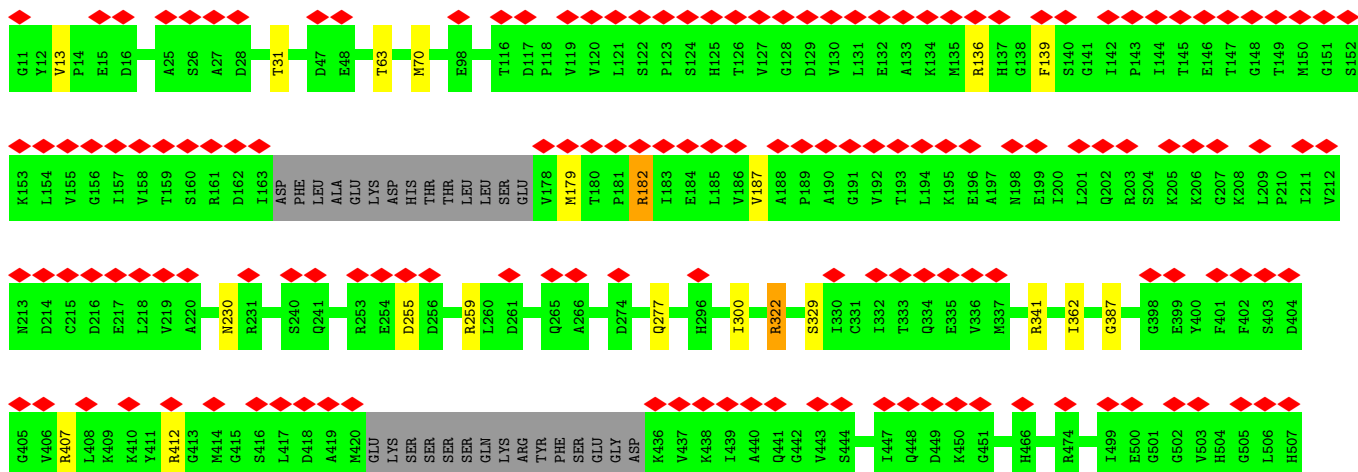 G11 Y12 V13 P14 E15 D16 A25 S26 A27 D28 T31 D47 E48 T63 M70 E98 T116 D117 P118 V119 V120 L121 S122 P123 S124 H125 T126 V127 G128 D129 V130 L131 E132 A133 K134 M135 R136 H137 G138 F139 S140 G141 I142 P143 I144 T145 E146 T147 G148 T149 M150 G151 S152
K153 L154 V155 G156 I157 V158 T159 S160 R161 D162 I163 ASP PHE LEU ALA GLU LYS ASP HIS THR THR LEU LEU SER GLU V178 M179 T180 P181 R182 I183 E184 L185 V186 V187 A188 P189 A190 G191 V192 T193 L194 K195 E196 A197 N198 E199 I200 L201 Q202 R203 S204 K205 K206 G207 K208 L209 P210 I211 V212
N213 D214 C215 D216 E217 L218 V219 A220 N230 R231 S240 Q241 R253 E254 D255 D256 R259 L260 D261 Q265 A266 D274 Q277 H296 I300 R322 S329 I330 C331 I332 T333 Q334 E335 V336 M337 R341 I362 G387 G398 E399 Y400 F401 F402 S403 D404
G405 V406 R407 L408 K409 K410 Y411 R412 G413 M414 G415 S416 L417 D418 A419 M420 GLU LYS SER SER SER SER GLN LYS ARG TYR PHE SER GLU GLY ASP K436 V437 K438 I439 A440 Q441 G442 V443 S444 I447 Q448 D449 K450 G451 H466 R474 I499 E500 G501 G502 V503 H504 G505 L506 H507